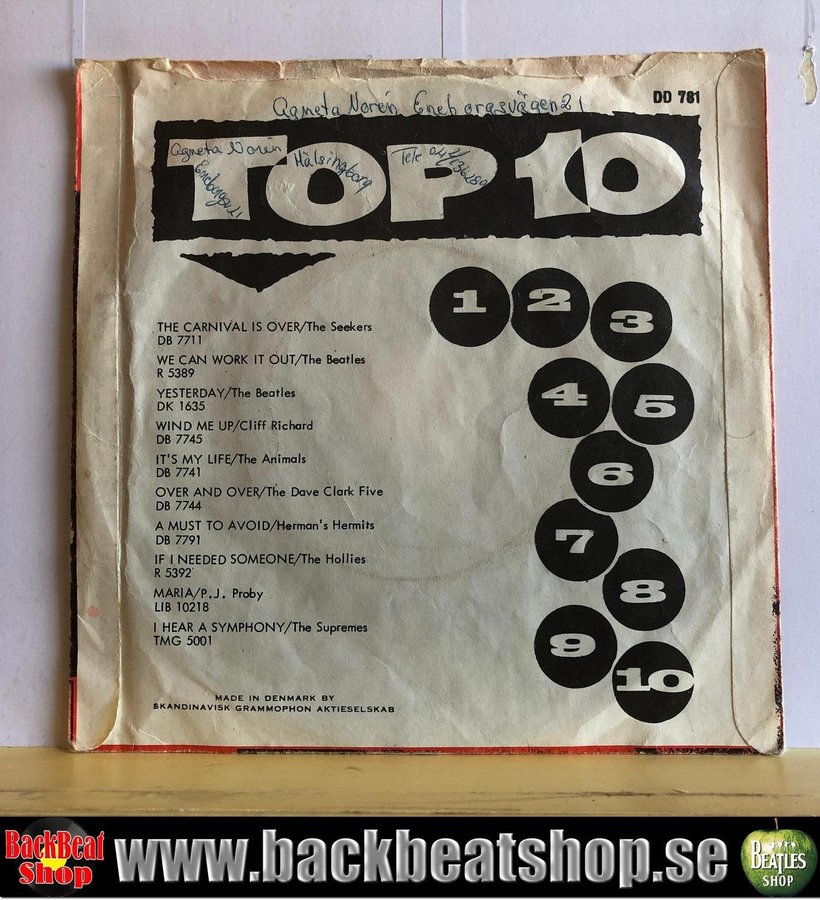 DD 781
Agneta Norén Eneborgsvägen 21
Agneta Norén Hälsingborg Tele
TOP 10
1 2 3
4 5
6
7
8
9
10
THE CARNIVAL IS OVER/The Seekers
DB 7711
WE CAN WORK IT OUT/The Beatles
R 5389
YESTERDAY/The Beatles
DK 1635
WIND ME UP/Cliff Richard
DB 7745
IT'S MY LIFE/The Animals
DB 7741
OVER AND OVER/The Dave Clark Five
DB 7744
A MUST TO AVOID/Herman's Hermits
DB 7791
IF I NEEDED SOMEONE/The Hollies
R 5392
MARIA/P.J. Proby
LIB 10218
I HEAR A SYMPHONY/The Supremes
TMG 5001
MADE IN DENMARK BY
SKANDINAVISK GRAMMOPHON AKTIESELSKAB
BackBeat
Shop
www.backbeatshop.se
BEATLES
SHOP